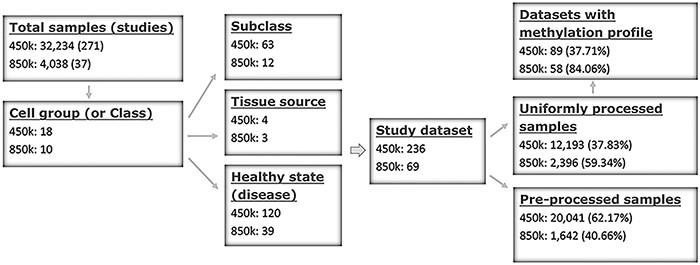 Total samples (studies)
450k: 32,234 (271)
850k: 4,038 (37)
Cell group (or Class)
450k: 18
850k: 10
Subclass
450k: 63
850k: 12
Tissue source
450k: 4
850k: 3
Healthy state
(disease)
450k: 120
850k: 39
Study dataset
450k: 236
850k: 69
Datasets with
methylation profile
450k: 89 (37.71%)
850k: 58 (84.06%)
Uniformly processed
samples
450k: 12,193 (37.83%)
850k: 2,396 (59.34%)
Pre-processed samples
450k: 20,041 (62.17%)
850k: 1,642 (40.66%)